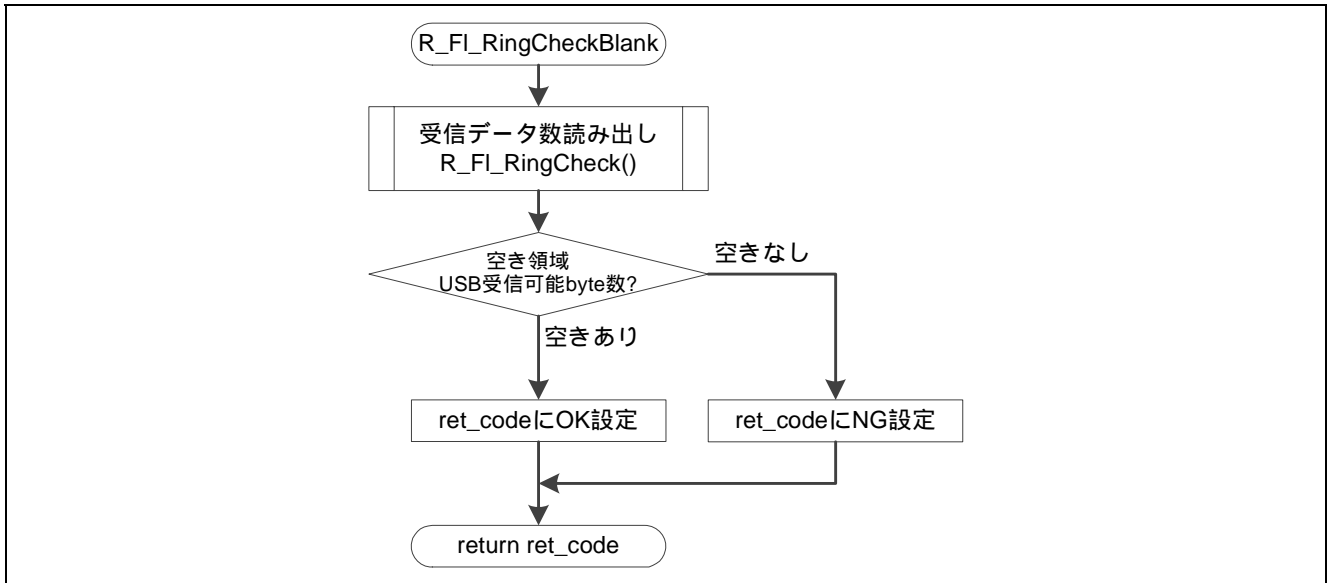 R_Fl_RingCheckBlank
受信データ数読み出し
R_Fl_RingCheck()
空き領域
USB受信可能byte数?
空きなし
空きあり
ret_codeにOK設定
ret_codeにNG設定
return ret_code